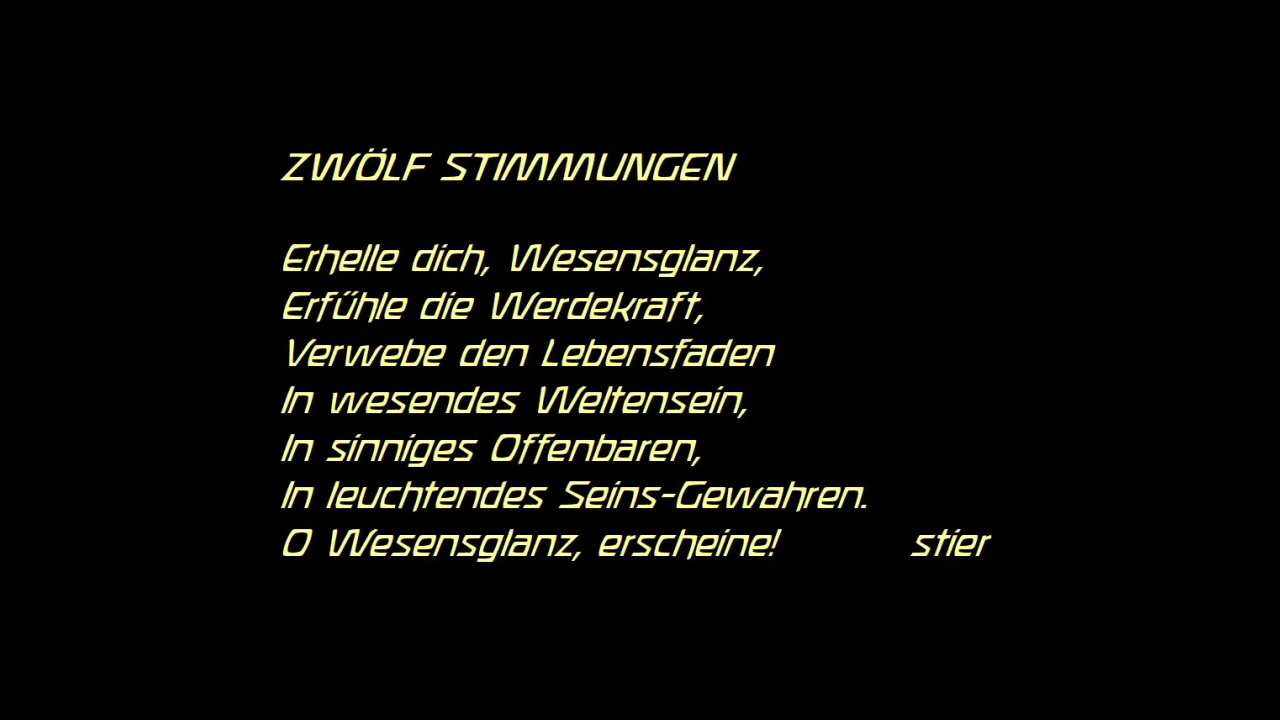 ZWÖLF STIMMUNGEN
Erhelle dich, Wesensglanz,
Erfühle die Werdekraft,
Verwebe den Lebensfaden
In wesendes Weltensein,
In sinniges Offenbaren,
In leuchtendes Seins-Gewahren.
O Wesensglanz, erscheine! stier